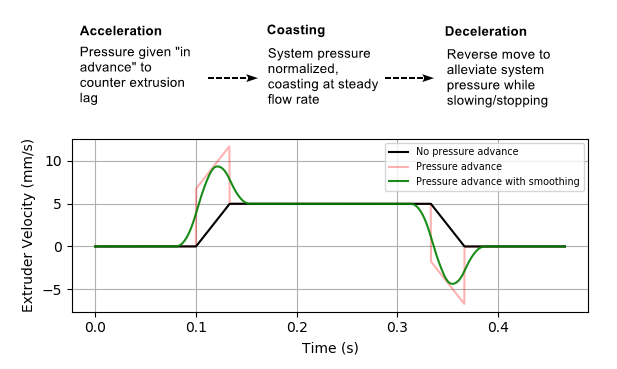 Acceleration
Pressure given "in
advance" to
counter extrusion
lag
Coasting
System pressure
normalized,
coasting at steady
flow rate
Deceleration
Reverse move to
alleviate system
pressure while
slowing/stopping
Extruder Velocity (mm/s)
10
5
0
−5
No pressure advance
Pressure advance
Pressure advance with smoothing
0.0 0.1 0.2 0.3 0.4
Time (s)